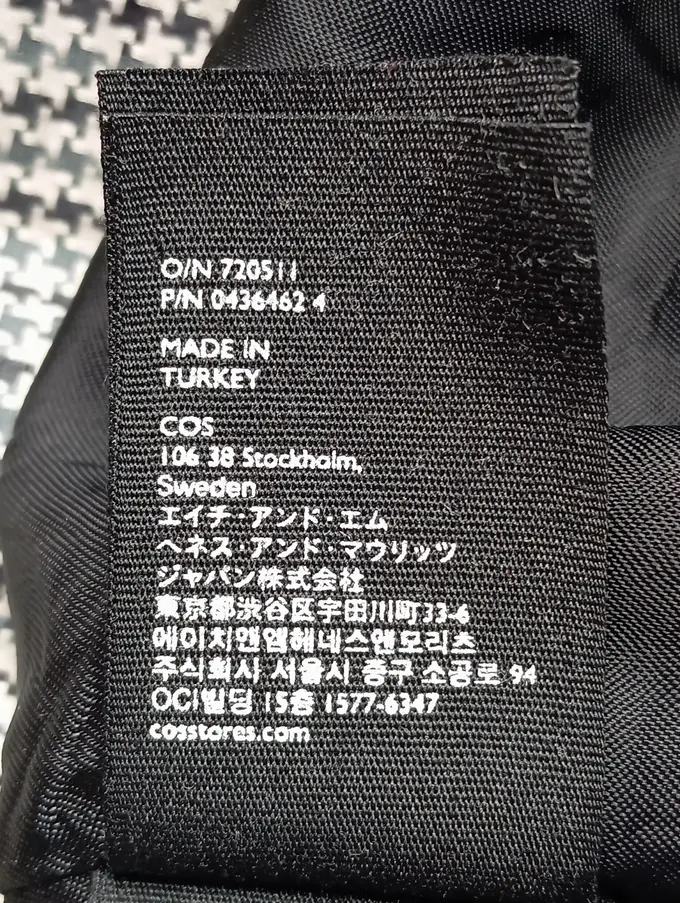 O/N 720511
P/N 0436462 4
MADE IN
TURKEY
COS
106 38 Stockholm,
Sweden
エイチ・アンド・エム
ヘネス・アンド・マウリッツ
ジャパン株式会社
東京都渋谷区宇田川町33-6
에이치앤엠헤네스앤모리츠
주식회사 서울시 중구 소공로 94
OCI빌딩 15층 1577-6347
cosstores.com